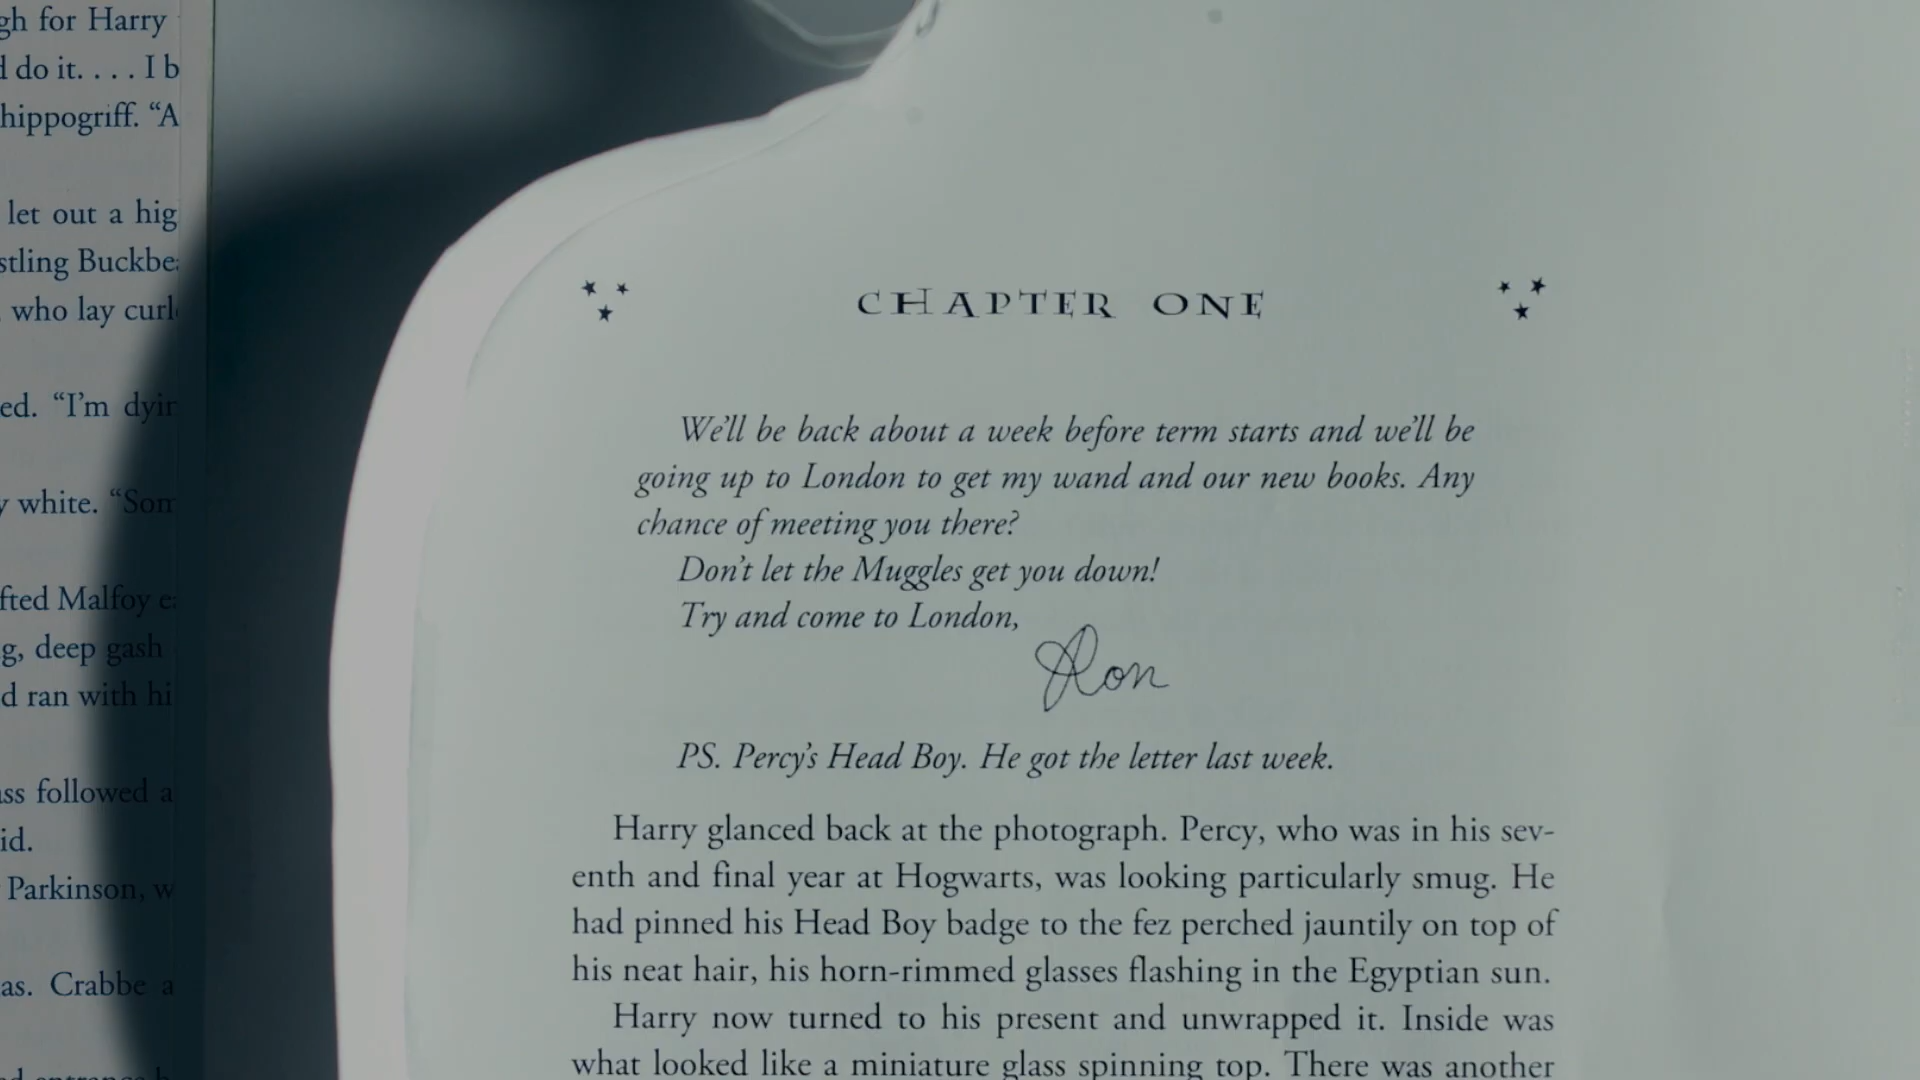 gh for Harry
do it. . . . I b
hippogriff. “A
let out a hig
stling Buckbe
who lay curl
ed. “I’m dyin
y white. “Som
fted Malfoy e
g, deep gash
d ran with hi
ass followed a
id.
Parkinson, w
as. Crabbe a
CHAPTER ONE
We’ll be back about a week before term starts and we’ll be
going up to London to get my wand and our new books. Any
chance of meeting you there?
Don’t let the Muggles get you down!
Try and come to London,
Ron
PS. Percy’s Head Boy. He got the letter last week.
Harry glanced back at the photograph. Percy, who was in his sev-
enth and final year at Hogwarts, was looking particularly smug. He
had pinned his Head Boy badge to the fez perched jauntily on top of
his neat hair, his horn-rimmed glasses flashing in the Egyptian sun.
Harry now turned to his present and unwrapped it. Inside was
what looked like a miniature glass spinning top. There was another